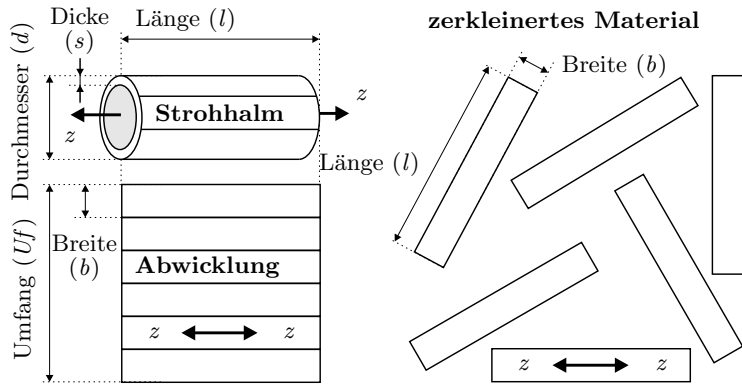 Dicke
(s)
Länge (l)
Durchmesser (d)
z
z
Strohhalm
Umfang (Uf)
Breite
(b)
Abwicklung
z
z
zerkleinertes Material
Breite (b)
Länge (l)
z
z